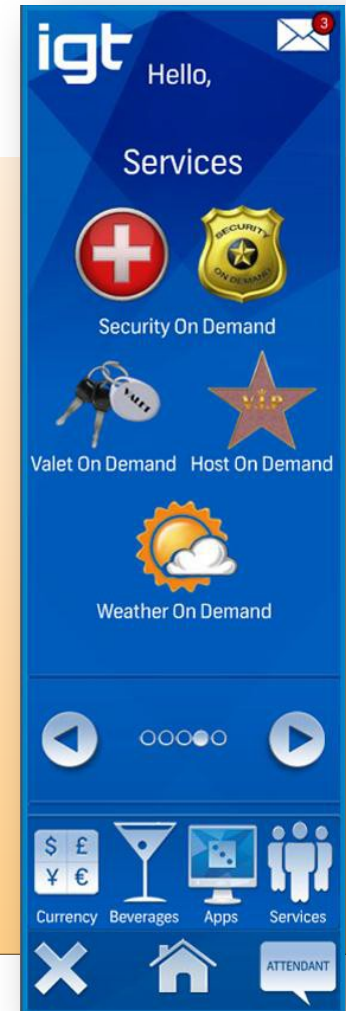 igt
3
Hello,
Services
SECURITY
ON DEMAND
Security On Demand
VALET
V.I.P
Valet On Demand Host On Demand
Weather On Demand
$ £
¥ €
Currency Beverages Apps Services
ATTENDANT